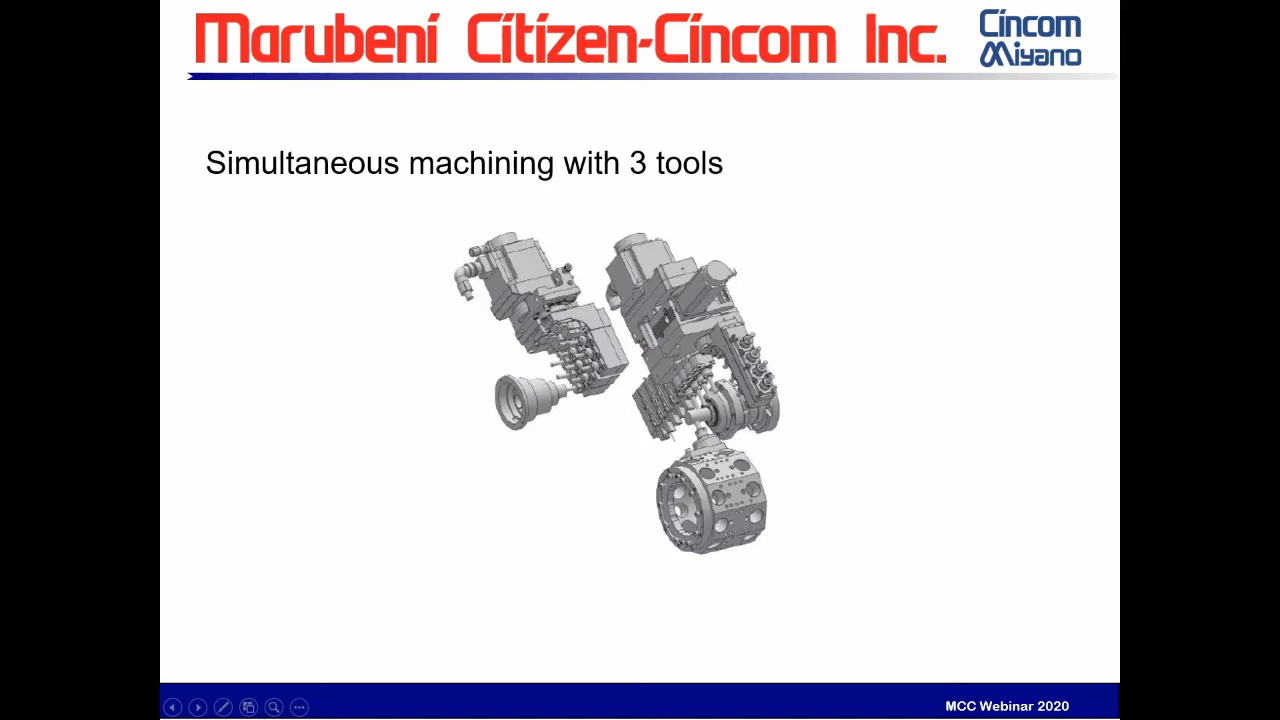 Marubeni Citizen-Cincom Inc.
Cincom
Miyano
Simultaneous machining with 3 tools
MCC Webinar 2020